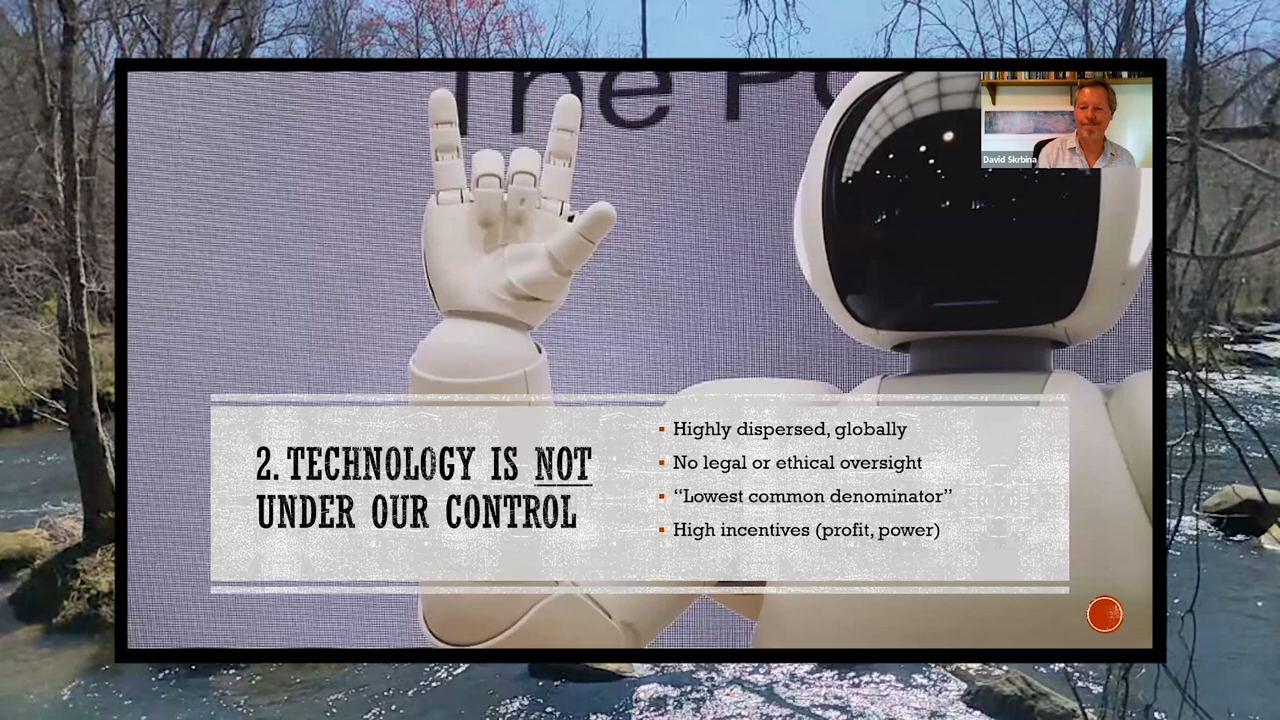 The P
David Skrbina
2. TECHNOLOGY IS NOT
UNDER OUR CONTROL
Highly dispersed, globally
No legal or ethical oversight
“Lowest common denominator”
High incentives (profit, power)